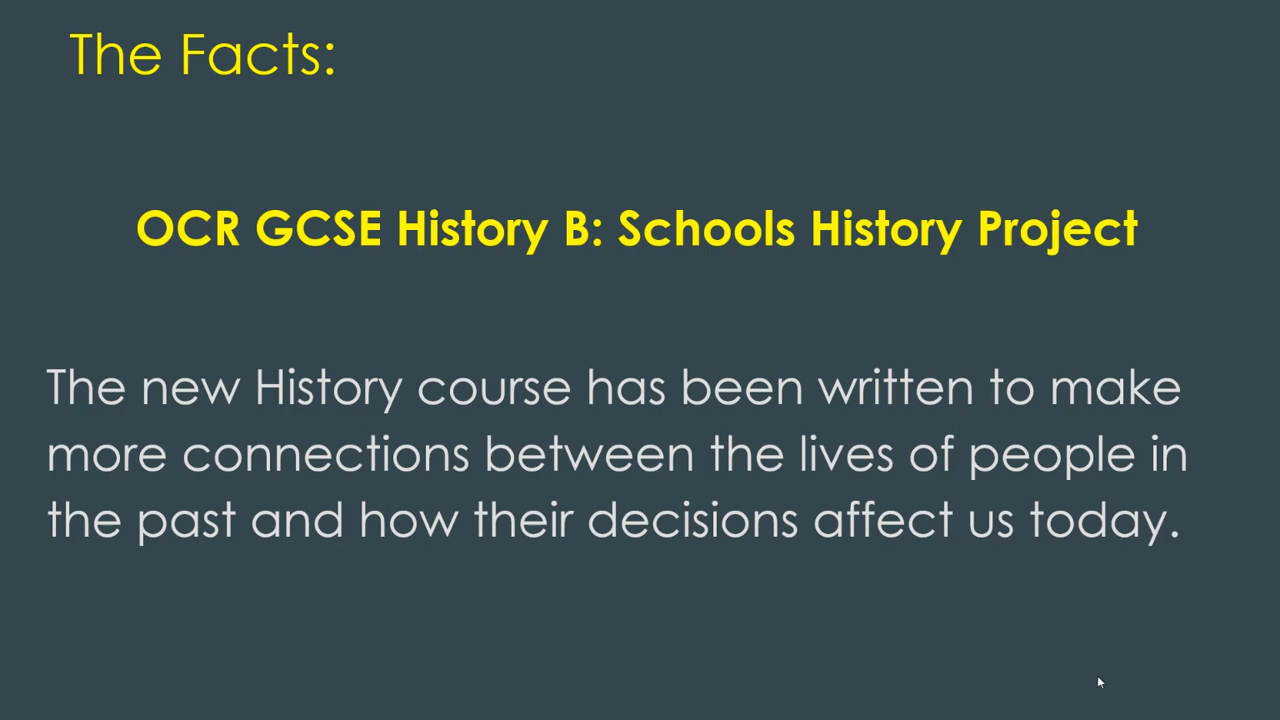 The Facts:
OCR GCSE History B: Schools History Project
The new History course has been written to make
more connections between the lives of people in
the past and how their decisions affect us today.